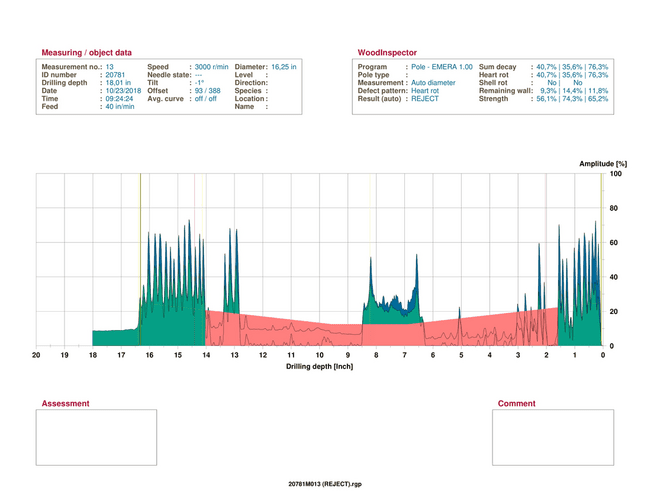 Measuring / object data
Measurement no.: 13 Speed : 3000 r/min Diameter: 16,25 in
ID number : 20781 Needle state: --- Level :
Drilling depth : 18,01 in Tilt : -1° Direction:
Date : 10/23/2018 Offset : 93 / 388 Species :
Time : 09:24:24 Avg. curve : off / off Location :
Feed : 40 in/min Name :
WoodInspector
Program : Pole - EMERA 1.00 Sum decay : 40.7% | 35,6% | 76,3%
Pole type : Heart rot : 40.7% | 35,6% | 76,3%
Measurement : Auto diameter Shell rot : No | No
Defect pattern: Heart rot Remaining wall: 9,3% | 14,4% | 11,8%
Result (auto) : REJECT Strength : 56,1% | 74,3% | 65,2%
Amplitude [%]
100
80
60
40
20
0
20 19 18 17 16 15 14 13 12 11 10 9 8 7 6 5 4 3 2 1 0
Drilling depth [Inch]
Assessment
Comment
20781M013 (REJECT).rgp